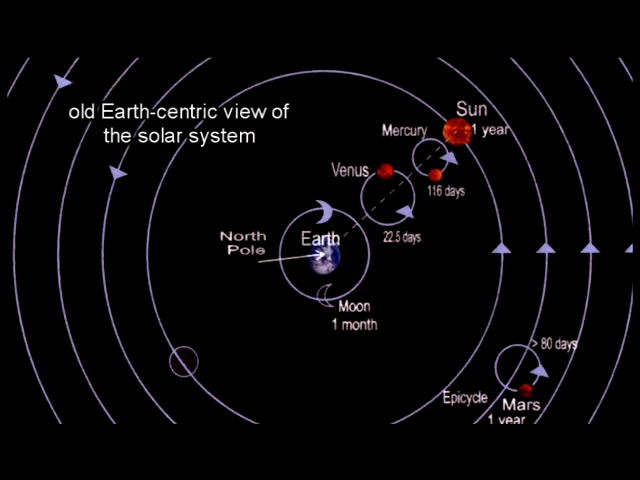 old Earth-centric view of
the solar system
Sun
1 year
Mercury
116 days
Venus
22.5 days
North
Pole
Earth
Moon
1 month
> 80 days
Epicycle
Mars
1 year